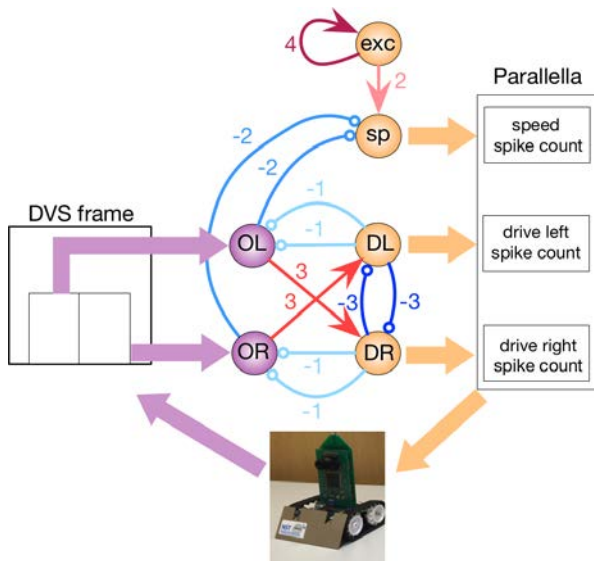 exc
4
2
Parallella
sp
speed
spike count
-2
-2
DVS frame
-1
OL
-1
DL
drive left
spike count
3
3
-3
-3
OR
-1
DR
drive right
spike count
-1